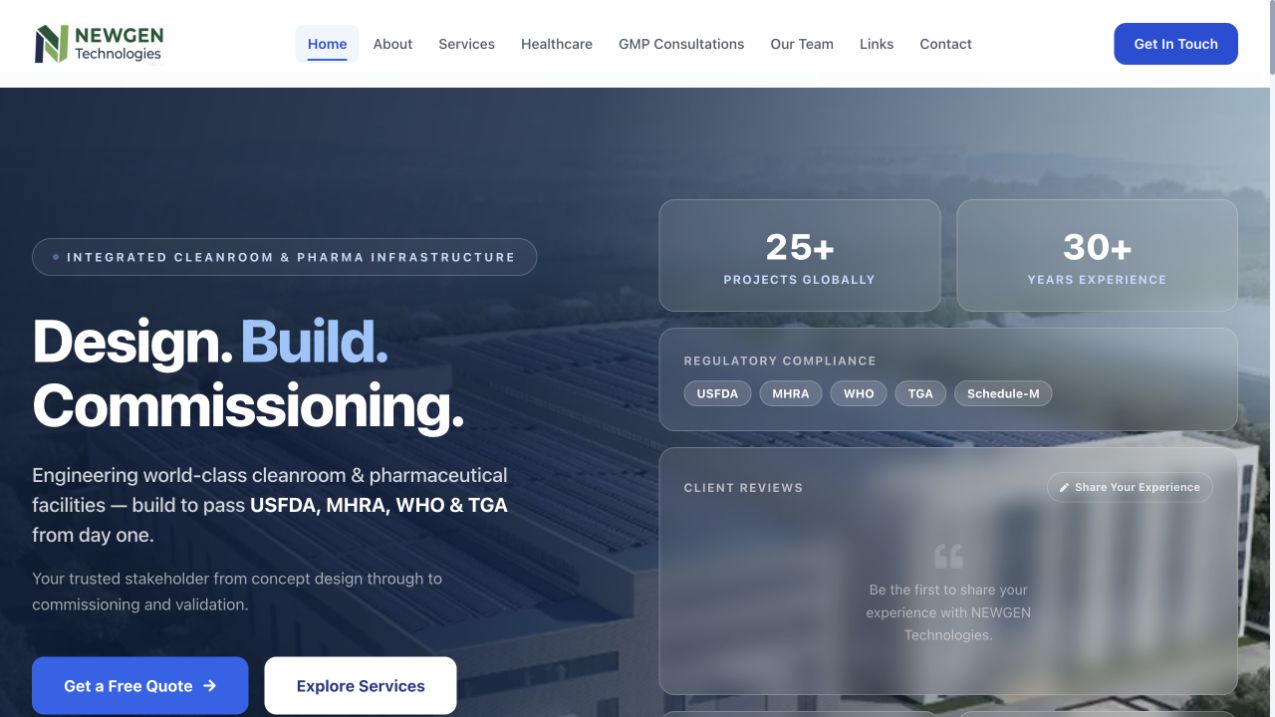 NEWGEN
Technologies
Home
About
Services
Healthcare
GMP Consultations
Our Team
Links
Contact
Get In Touch
INTEGRATED CLEANROOM & PHARMA INFRASTRUCTURE
Design. Build.
Commissioning.
Engineering world-class cleanroom & pharmaceutical
facilities — build to pass USFDA, MHRA, WHO & TGA
from day one.
Your trusted stakeholder from concept design through to
commissioning and validation.
Get a Free Quote →
Explore Services
25+
PROJECTS GLOBALLY
30+
YEARS EXPERIENCE
REGULATORY COMPLIANCE
USFDA
MHRA
WHO
TGA
Schedule-M
CLIENT REVIEWS
Share Your Experience
Be the first to share your
experience with NEWGEN
Technologies.